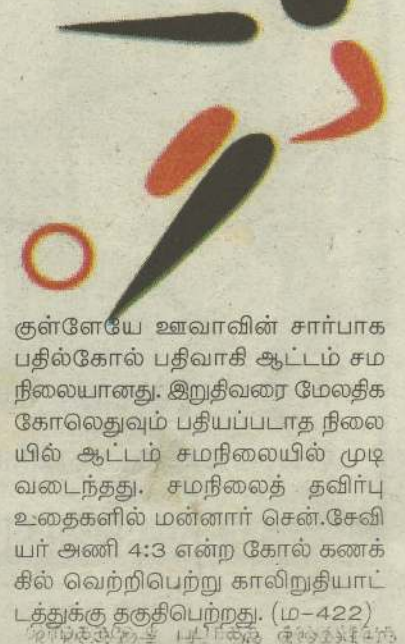 குள்ளேயே ஊவாவின் சார்பாக
பதில்கோல் பதிவாகி ஆட்டம் சம
நிலையானது. இறுதிவரை மேலதிக
கோலெதுவும் பதியப்படாத நிலை
யில் ஆட்டம் சமநிலையில் முடி
வடைந்தது. சமநிலைத் தவிர்பு
உதைகளில் மன்னார் சென்.சேவி
யர் அணி 4:3 என்ற கோல் கணக்
கில் வெற்றிபெற்று காலிறுதியாட்
டத்துக்கு தகுதிபெற்றது. (ம-422)